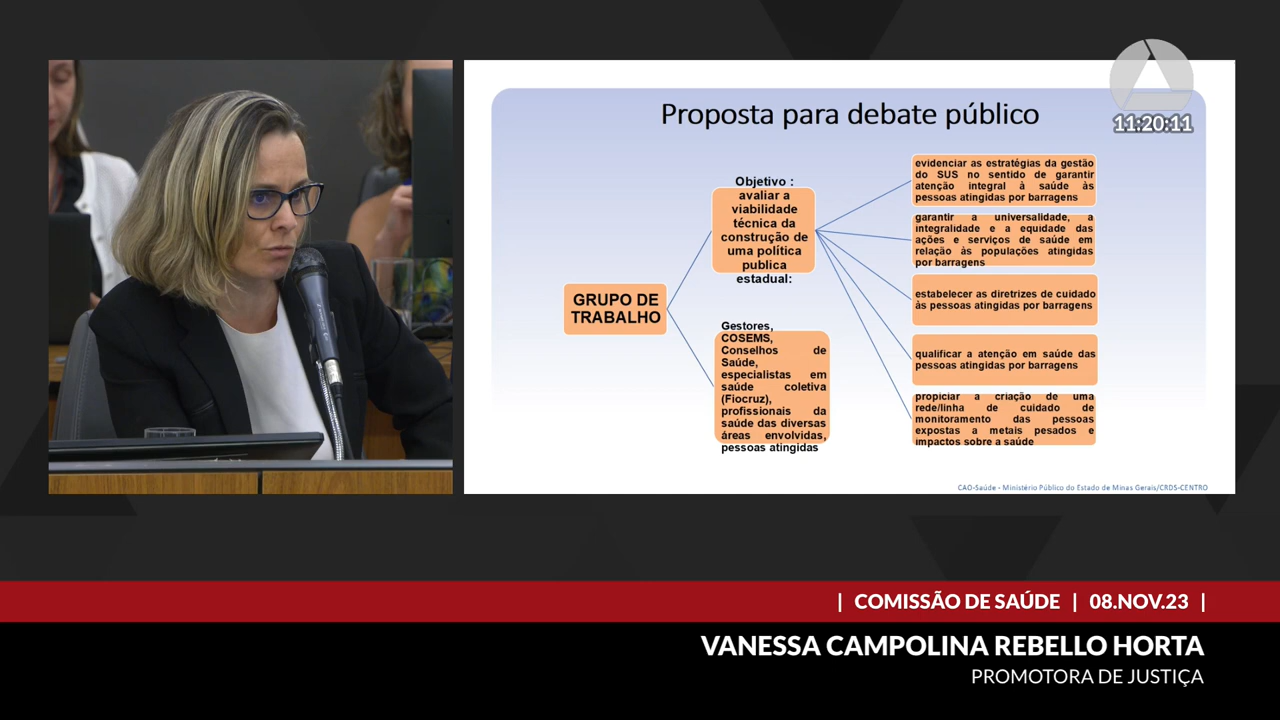 11:20:11
Proposta para debate público
GRUPO DE
TRABALHO
Objetivo :
avaliar a
viabilidade
técnica da
construção de
uma política
publica
estadual:
Gestores,
COSEMS,
Conselhos de
Saúde,
especialistas em
saúde coletiva
(Fiocruz),
profissionais da
saúde das diversas
áreas envolvidas,
pessoas atingidas
evidenciar as estratégias da gestão
do SUS no sentido de garantir
atenção integral à saúde às
pessoas atingidas por barragens
garantir a universalidade, a
integralidade e a equidade das
ações e serviços de saúde em
relação às populações atingidas
por barragens
estabelecer as diretrizes de cuidado
às pessoas atingidas por barragens
qualificar a atenção em saúde das
pessoas atingidas por barragens
propiciar a criação de uma
rede/linha de cuidado de
monitoramento das pessoas
expostas a metais pesados e
impactos sobre a saúde
CAO-Saúde - Ministério Público do Estado de Minas Gerais/CRDS-CENTRO
| COMISSÃO DE SAÚDE | 08.NOV.23 |
VANESSA CAMPOLINA REBELLO HORTA
PROMOTORA DE JUSTIÇA